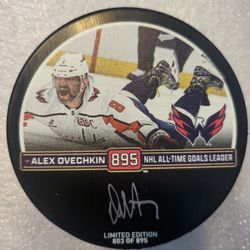 ALEX OVECHKIN 895 NHL ALL-TIME GOALS LEADER
LIMITED EDITION
803 OF 895